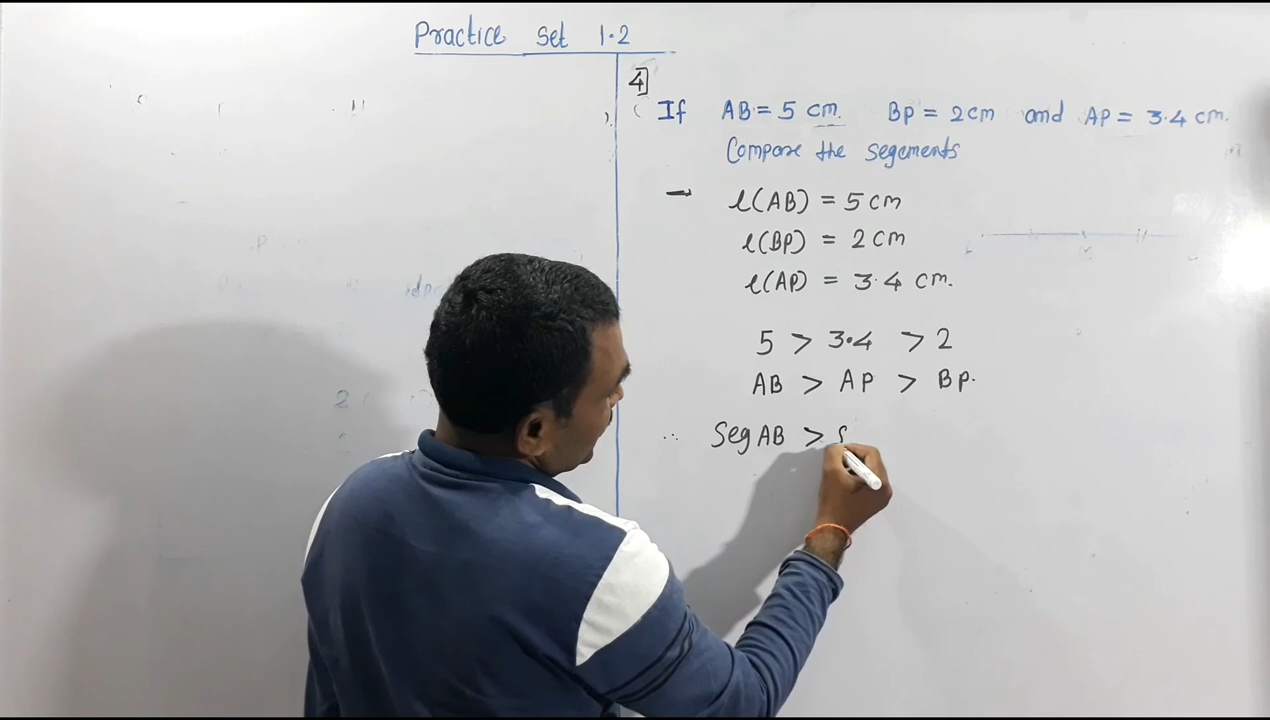 Practice Set 1.2
4]
If AB = 5 cm. BP = 2cm and AP = 3.4 cm.
Compare the segements
— l(AB) = 5 cm
l(BP) = 2 cm
l(AP) = 3.4 cm.
5 > 3.4 > 2
AB > AP > BP.
∴ Seg AB > S